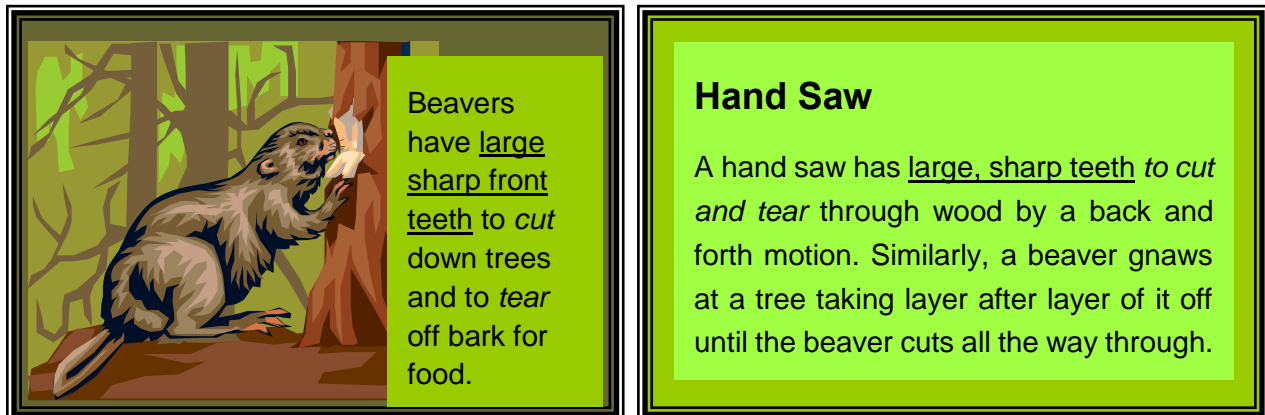 Beavers
have large
sharp front
teeth to cut
down trees
and to tear
off bark for
food.
Hand Saw
A hand saw has large, sharp teeth to cut
and tear through wood by a back and
forth motion. Similarly, a beaver gnaws
at a tree taking layer after layer of it off
until the beaver cuts all the way through.